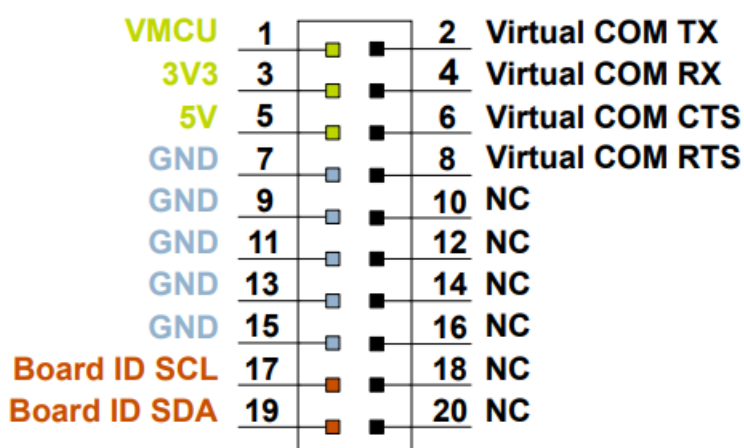 VMCU 1 2 Virtual COM TX
3V3 3 4 Virtual COM RX
5V 5 6 Virtual COM CTS
GND 7 8 Virtual COM RTS
GND 9 10 NC
GND 11 12 NC
GND 13 14 NC
GND 15 16 NC
Board ID SCL 17 18 NC
Board ID SDA 19 20 NC